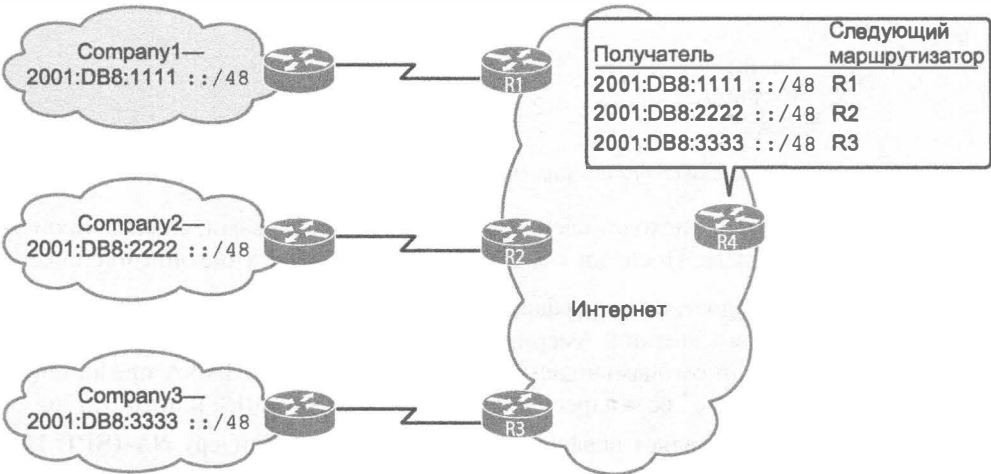 Company1—
2001:DB8:1111 ::/48
R1
Получатель
Следующий
маршрутизатор
2001:DB8:1111 ::/48 R1
2001:DB8:2222 ::/48 R2
2001:DB8:3333 ::/48 R3
Company2—
2001:DB8:2222 ::/48
R2
R4
Интернет
Company3—
2001:DB8:3333 ::/48
R3